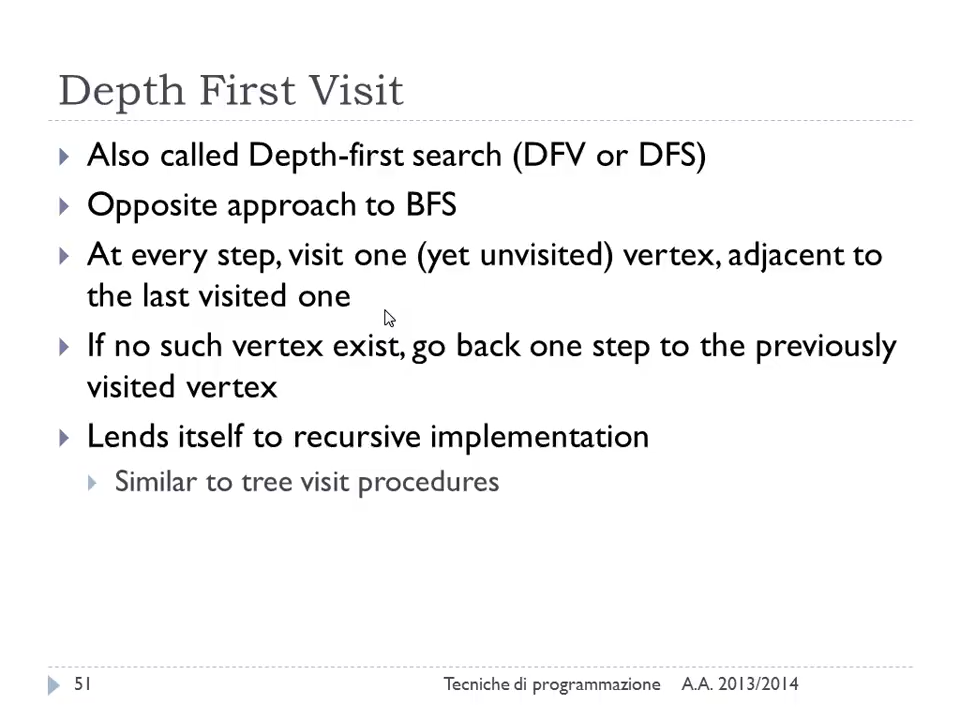 Depth First Visit
Also called Depth-first search (DFV or DFS)
Opposite approach to BFS
At every step, visit one (yet unvisited) vertex, adjacent to
the last visited one
If no such vertex exist, go back one step to the previously
visited vertex
Lends itself to recursive implementation
Similar to tree visit procedures
51 Tecniche di programmazione A.A. 2013/2014